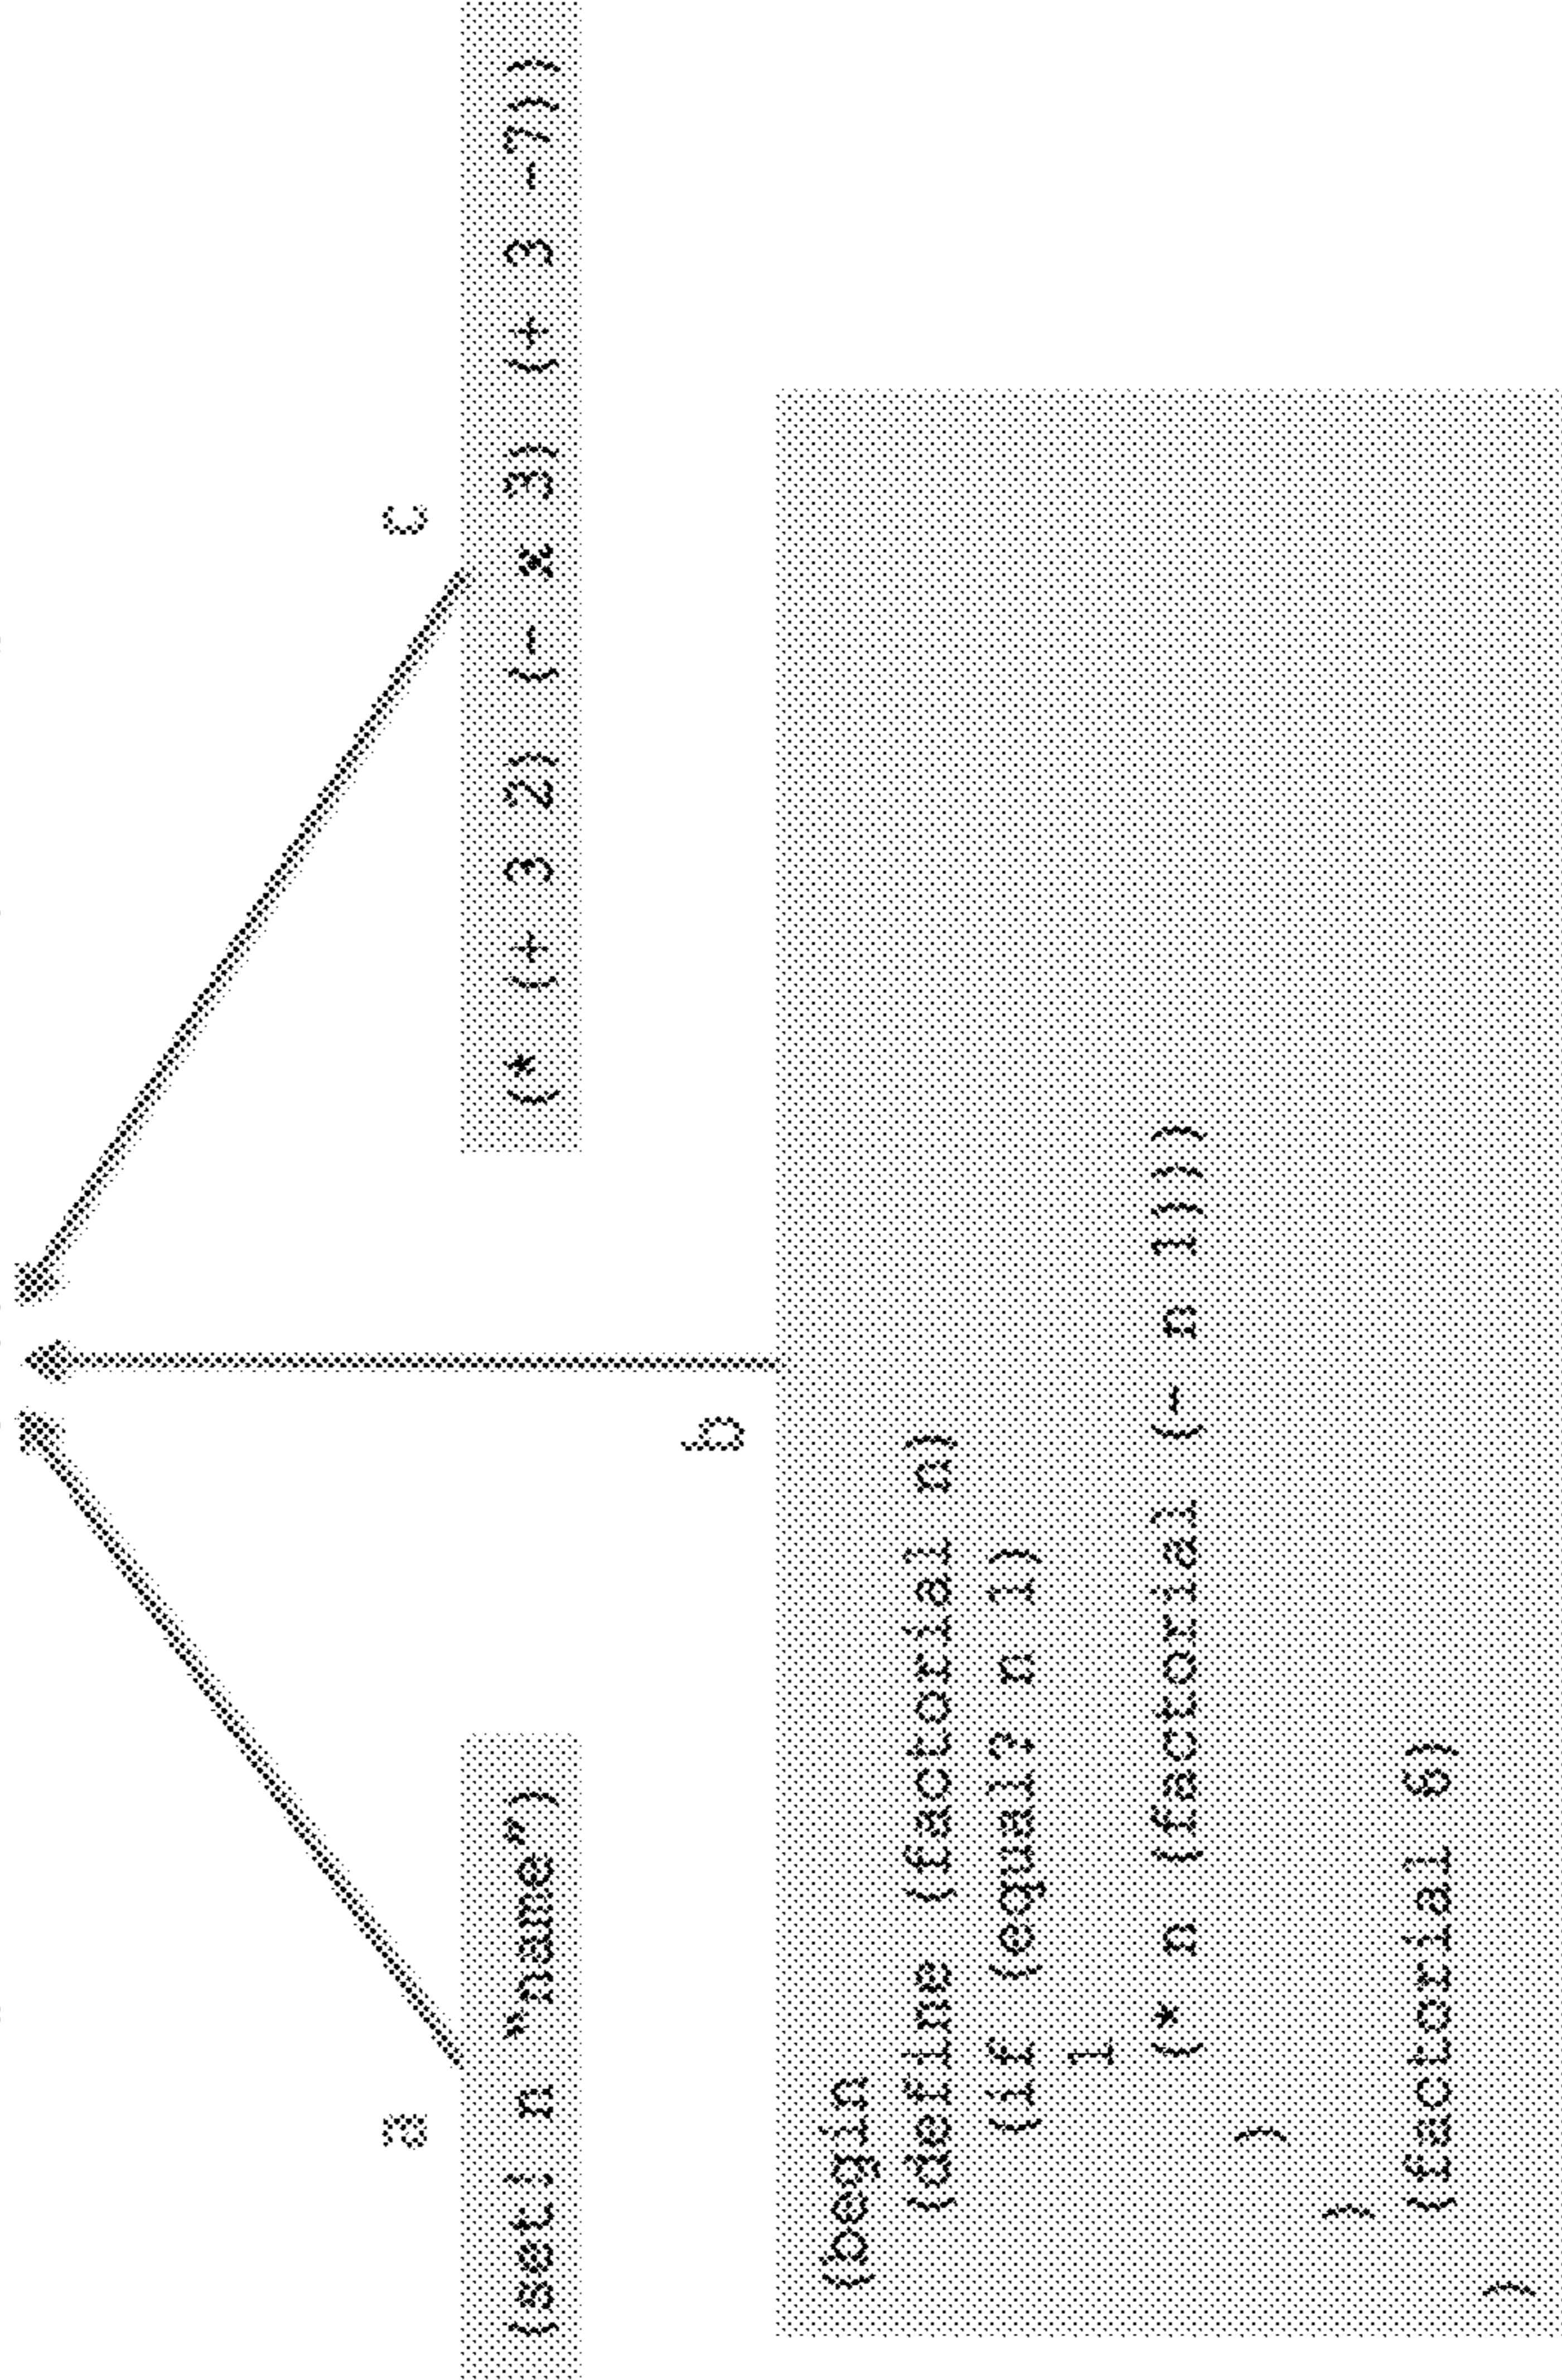 a
c
(set! n ”name”)
(* (+ 3 2) (- x 3) (+ 3 -7))
b
(begin
(define (factorial n)
(if (equal? n 1)
1
(* n (factorial (- n 1)))
)
)
(factorial 6)
)